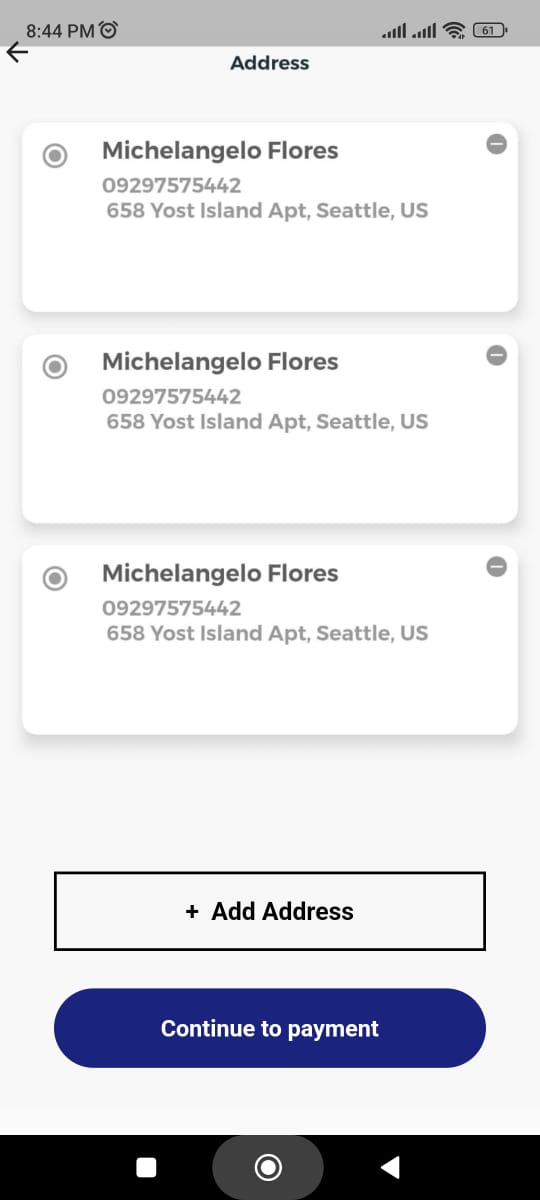 8:44 PM
61
Address
Michelangelo Flores
09297575442
658 Yost Island Apt, Seattle, US
Michelangelo Flores
09297575442
658 Yost Island Apt, Seattle, US
Michelangelo Flores
09297575442
658 Yost Island Apt, Seattle, US
+ Add Address
Continue to payment